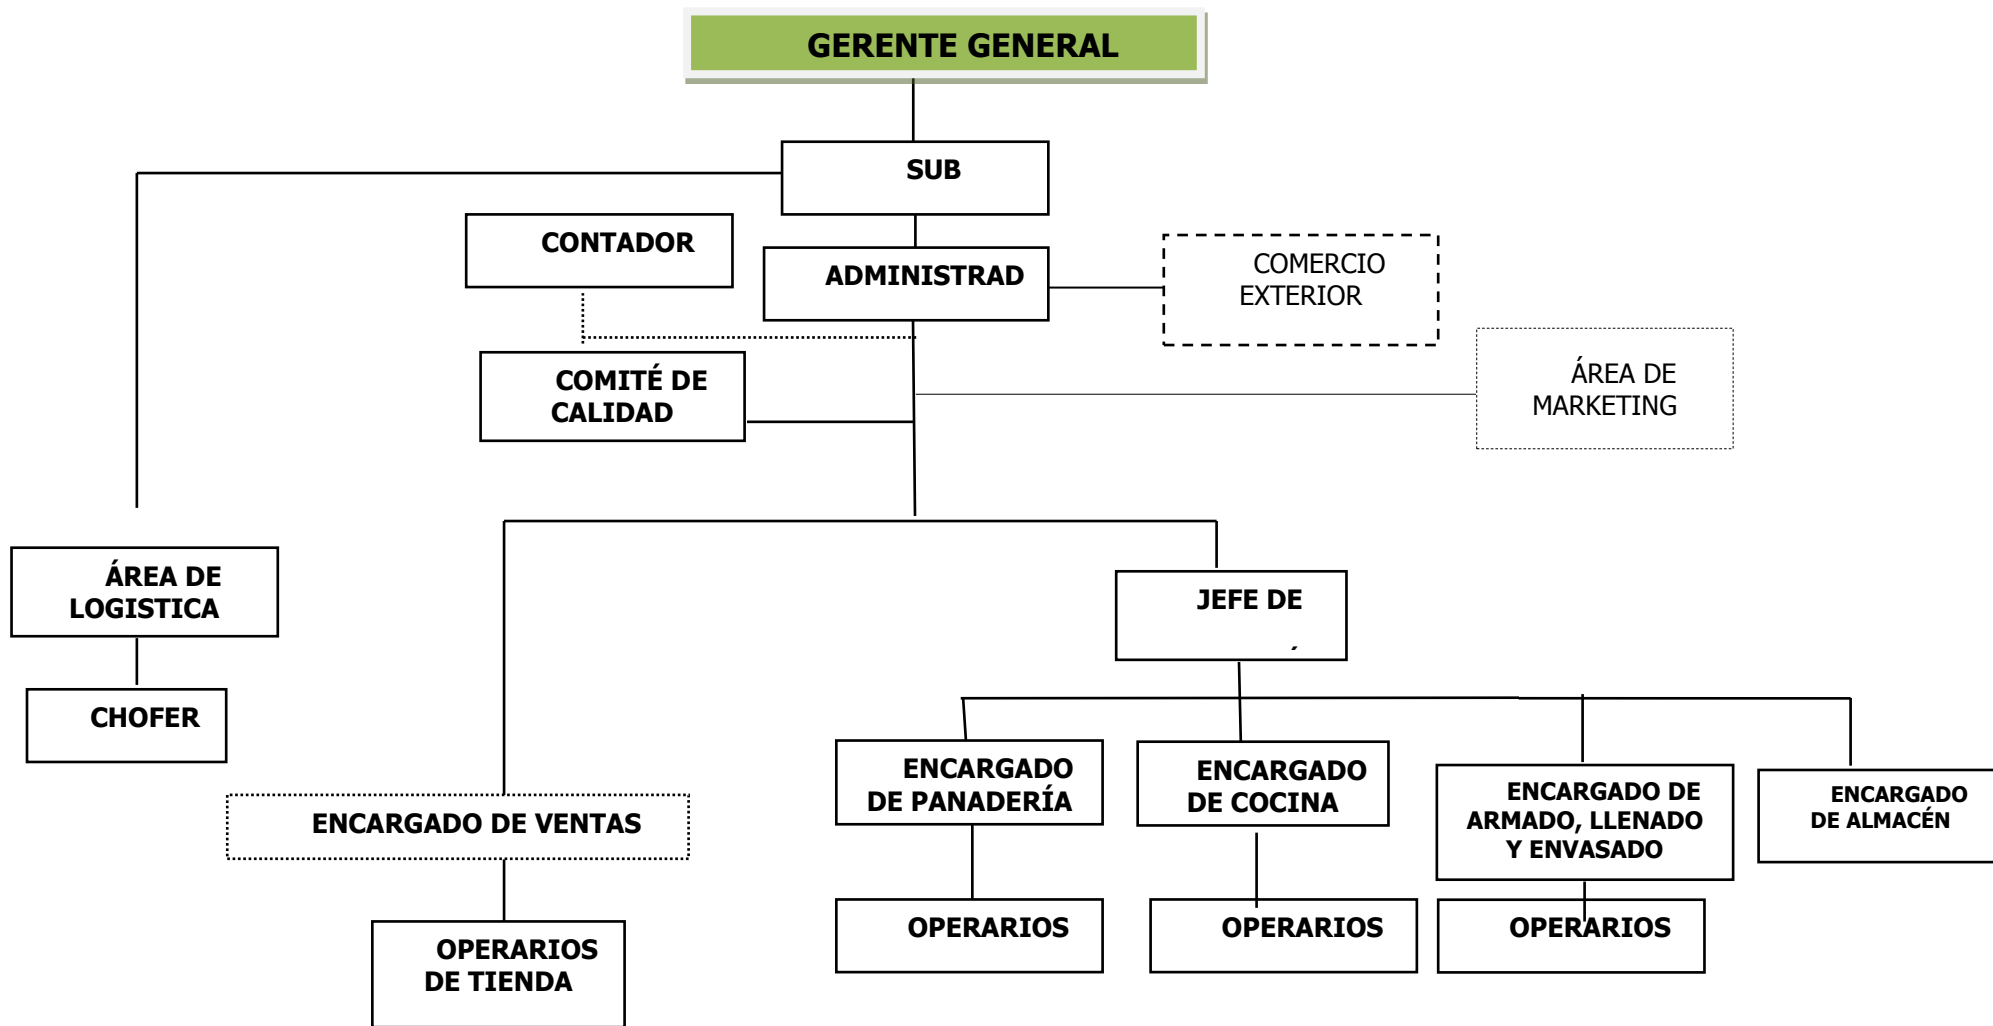 GERENTE GENERAL
SUB
CONTADOR
ADMINISTRAD
COMERCIO
EXTERIOR
COMITÉ DE
CALIDAD
ÁREA DE
MARKETING
ÁREA DE
LOGISTICA
JEFE DE
CHOFER
ENCARGADO
DE PANADERÍA
ENCARGADO
DE COCINA
ENCARGADO DE
ARMADO, LLENADO
Y ENVASADO
ENCARGADO
DE ALMACÉN
ENCARGADO DE VENTAS
OPERARIOS
OPERARIOS
OPERARIOS
OPERARIOS
DE TIENDA